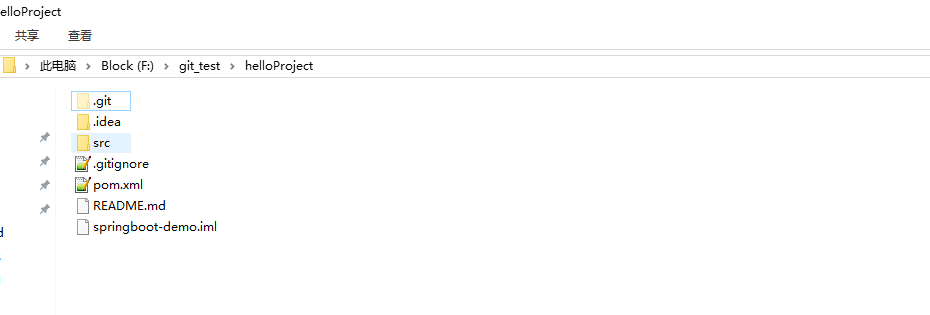 elloProject
共享 查看
此电脑 Block (F:) git_test helloProject
.git
.idea
src
.gitignore
pom.xml
README.md
springboot-demo.iml